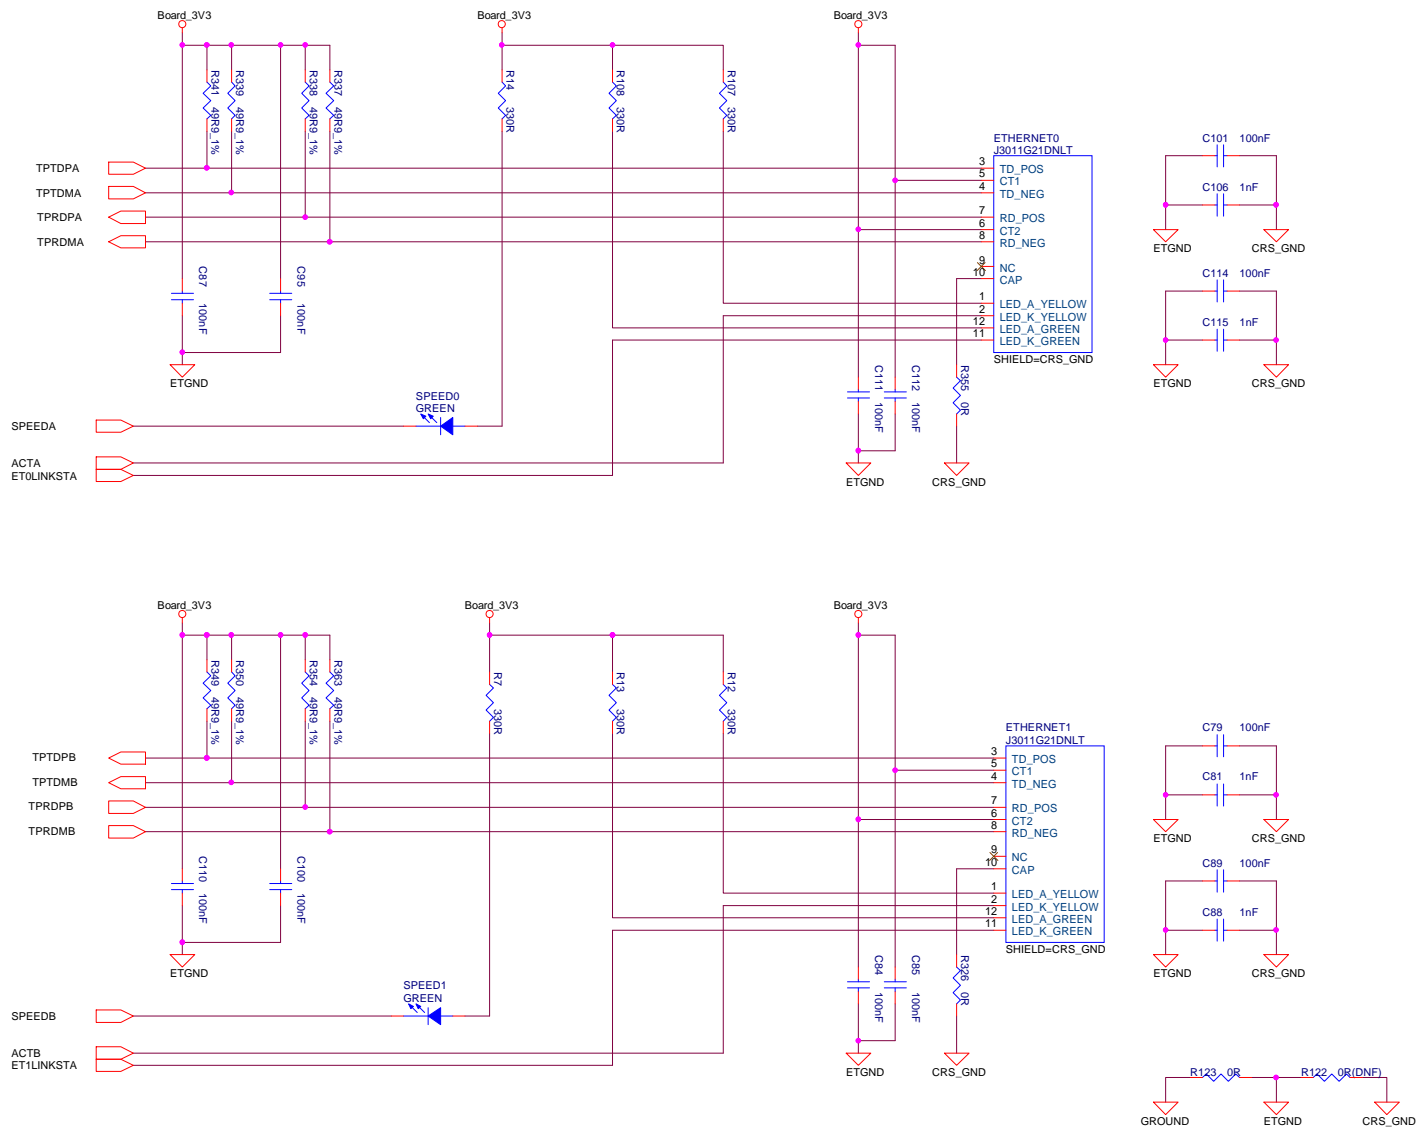 Board_3V3
Board_3V3
Board_3V3
R341 49R9_1%
R339 49R9_1%
R338 49R9_1%
R337 49R9_1%
R14 330R
R108 330R
R107 330R
ETHERNET0
J3011G21DNLT
TPTDPA
TPTDMA
TPRDPA
TPRDMA
3 TD_POS
5 CT1
4 TD_NEG
7 RD_POS
6 CT2
8 RD_NEG
9 NC
10 CAP
1 LED_A_YELLOW
2 LED_K_YELLOW
12 LED_A_GREEN
11 LED_K_GREEN
SHIELD=CRS_GND
C87 100nF
C95 100nF
ETGND
C101 100nF
C106 1nF
ETGND
CRS_GND
C114 100nF
C115 1nF
ETGND
CRS_GND
SPEED0
GREEN
C111 100nF
C112 100nF
R355 0R
SPEEDA
ACTA
ET0LINKSTA
ETGND
CRS_GND
Board_3V3
Board_3V3
Board_3V3
R349 49R9_1%
R350 49R9_1%
R354 49R9_1%
R363 49R9_1%
R7 330R
R13 330R
R12 330R
ETHERNET1
J3011G21DNLT
TPTDPB
TPTDMB
TPRDPB
TPRDMB
3 TD_POS
5 CT1
4 TD_NEG
7 RD_POS
6 CT2
8 RD_NEG
9 NC
10 CAP
1 LED_A_YELLOW
2 LED_K_YELLOW
12 LED_A_GREEN
11 LED_K_GREEN
SHIELD=CRS_GND
C110 100nF
C100 100nF
ETGND
C79 100nF
C81 1nF
ETGND
CRS_GND
C89 100nF
C88 1nF
ETGND
CRS_GND
SPEED1
GREEN
C84 100nF
C85 100nF
R326 0R
SPEEDB
ACTB
ET1LINKSTA
ETGND
CRS_GND
R123 0R
R122 0R(DNF)
GROUND
ETGND
CRS_GND